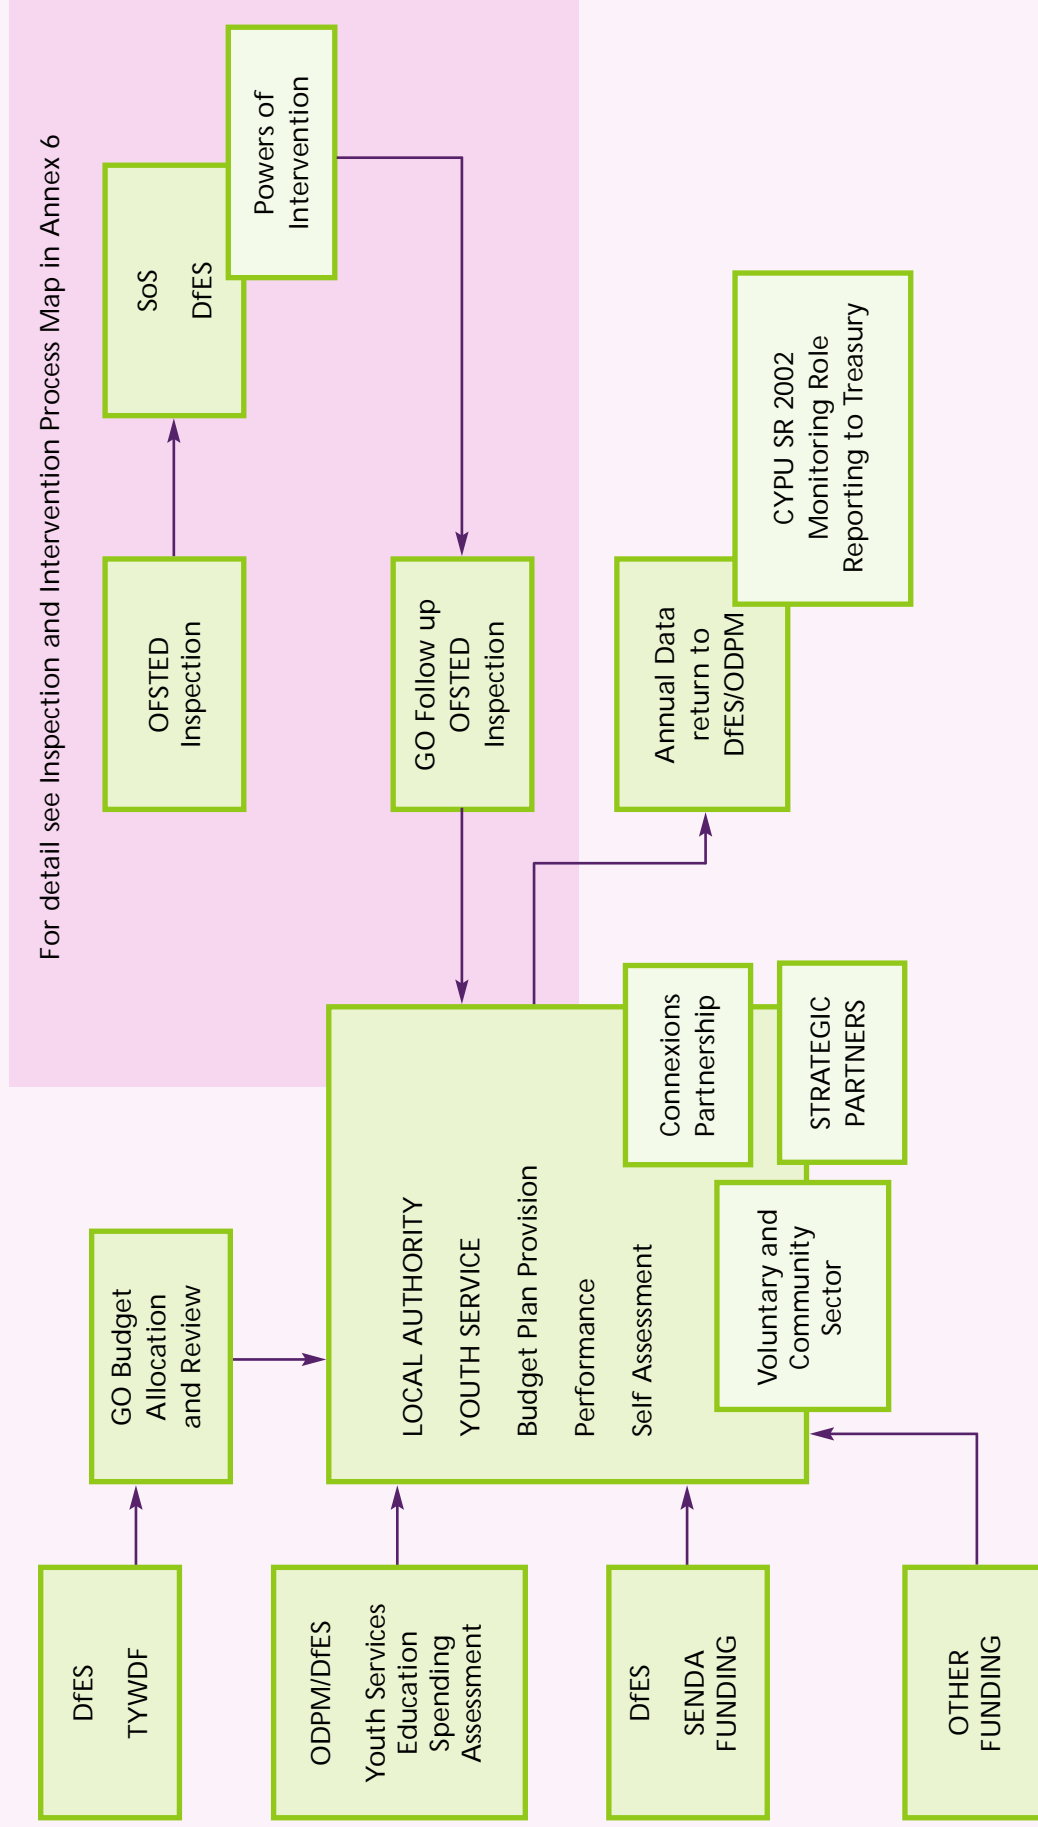 For detail see Inspection and Intervention Process Map in Annex 6
DfES
TYWDF
GO Budget
Allocation
and Review
OFSTED
Inspection
SoS
DfES
Powers of
Intervention
ODPM/DfES
Youth Services
Education
Spending
Assessment
LOCAL AUTHORITY
YOUTH SERVICE
Budget Plan Provision
Performance
Self Assessment
GO Follow up
OFSTED
Inspection
DfES
SENDA
FUNDING
Connexions
Partnership
STRATEGIC
PARTNERS
Voluntary and
Community
Sector
Annual Data
return to
DfES/ODPM
CYPU SR 2002
Monitoring Role
Reporting to Treasury
OTHER
FUNDING